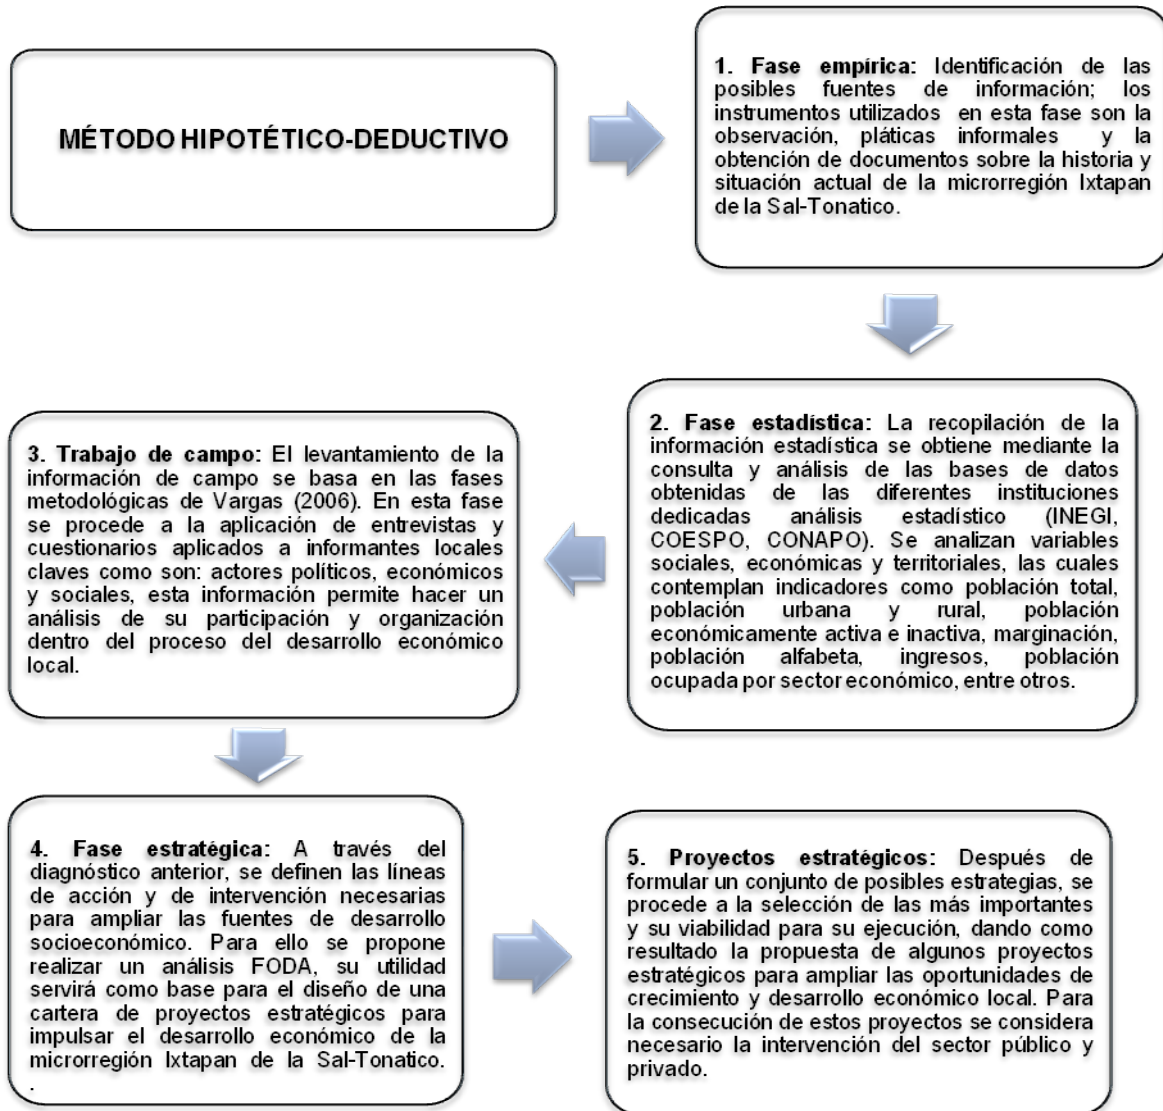 MÉTODO HIPOTÉTICO-DEDUCTIVO
1. Fase empírica: Identificación de las
posibles fuentes de información; los
instrumentos utilizados en esta fase son la
observación, pláticas informales y la
obtención de documentos sobre la historia y
situación actual de la microrregión Ixtapan
de la Sal-Tonatico.
2. Fase estadística: La recopilación de la
información estadística se obtiene mediante la
consulta y análisis de las bases de datos
obtenidas de las diferentes instituciones
dedicadas análisis estadístico (INEGI,
COESPO, CONAPO). Se analizan variables
sociales, económicas y territoriales, las cuales
contemplan indicadores como población total,
población urbana y rural, población
económicamente activa e inactiva, marginación,
población alfabeta, ingresos, población
ocupada por sector económico, entre otros.
3. Trabajo de campo: El levantamiento de la
información de campo se basa en las fases
metodológicas de Vargas (2006). En esta fase
se procede a la aplicación de entrevistas y
cuestionarios aplicados a informantes locales
claves como son: actores políticos, económicos
y sociales, esta información permite hacer un
análisis de su participación y organización
dentro del proceso del desarrollo económico
local.
4. Fase estratégica: A través del
diagnóstico anterior, se definen las líneas
de acción y de intervención necesarias
para ampliar las fuentes de desarrollo
socioeconómico. Para ello se propone
realizar un análisis FODA, su utilidad
servirá como base para el diseño de una
cartera de proyectos estratégicos para
impulsar el desarrollo económico de la
microrregión Ixtapan de la Sal-Tonatico.
.
5. Proyectos estratégicos: Después de
formular un conjunto de posibles estrategias, se
procede a la selección de las más importantes
y su viabilidad para su ejecución, dando como
resultado la propuesta de algunos proyectos
estratégicos para ampliar las oportunidades de
crecimiento y desarrollo económico local. Para
la consecución de estos proyectos se considera
necesario la intervención del sector público y
privado.